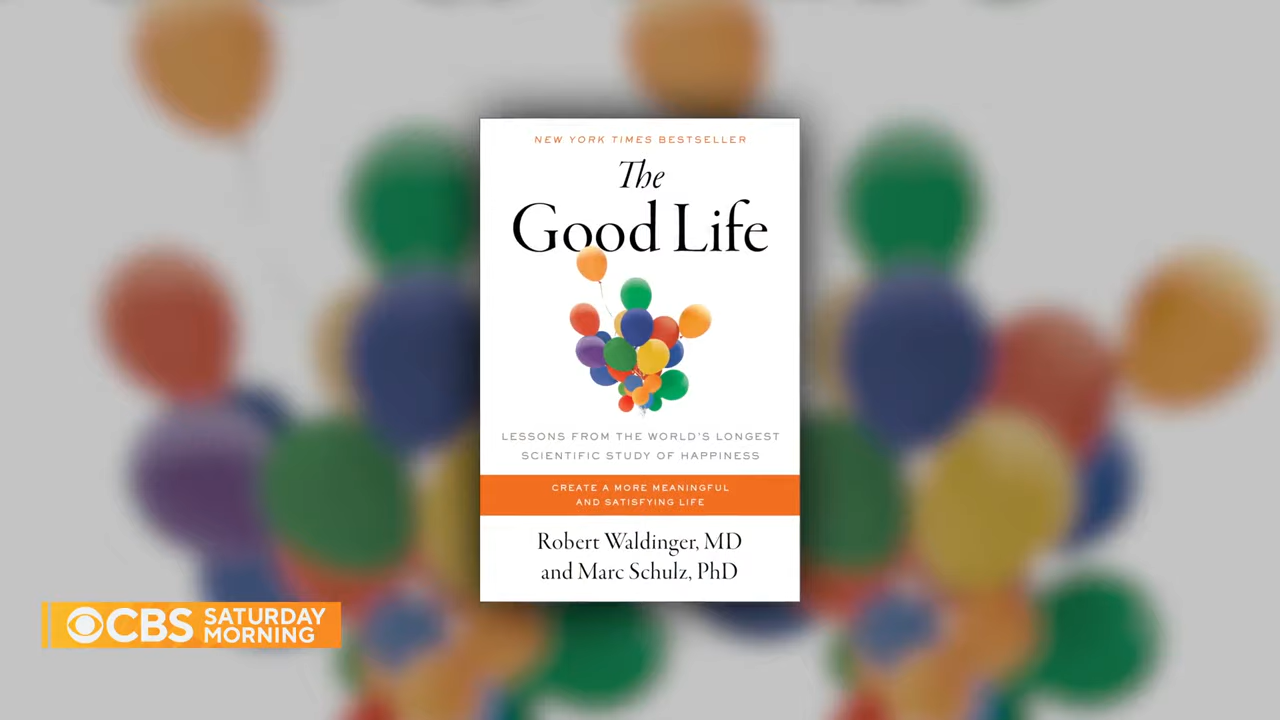 NEW YORK TIMES BESTSELLER
The
Good Life
LESSONS FROM THE WORLD'S LONGEST
SCIENTIFIC STUDY OF HAPPINESS
CREATE A MORE MEANINGFUL
AND SATISFYING LIFE
Robert Waldinger, MD
and Marc Schulz, PhD
CBS SATURDAY
MORNING